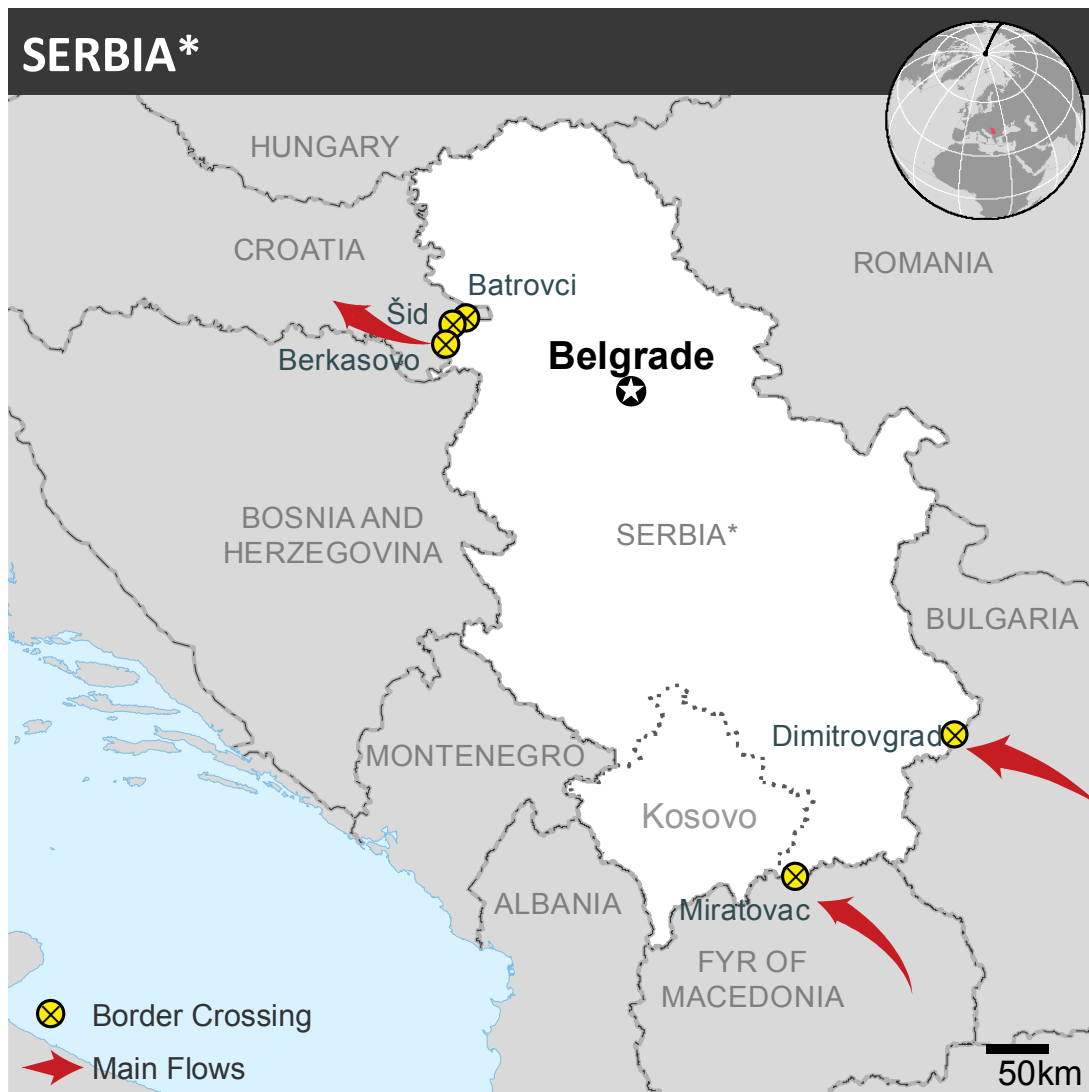 SERBIA*
HUNGARY
CROATIA
ROMANIA
Batrovci
Šid
Berkasovo
Belgrade
BOSNIA AND
HERZEGOVINA
SERBIA*
BULGARIA
Dimitrovgrad
MONTENEGRO
Kosovo
ALBANIA
Miratovac
FYR OF
MACEDONIA
Border Crossing
Main Flows
50km